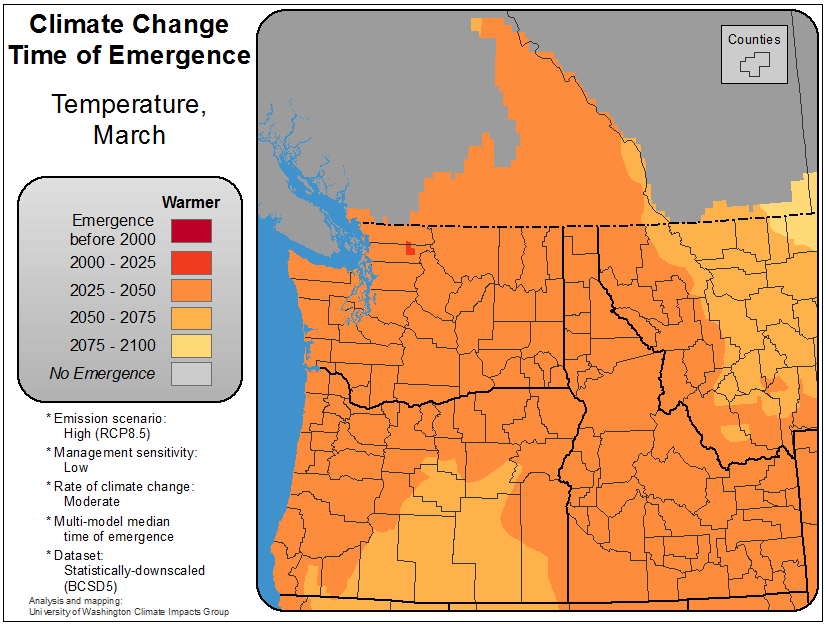 Climate Change
Time of Emergence
Temperature,
March
Warmer
Emergence
before 2000
2000 - 2025
2025 - 2050
2050 - 2075
2075 - 2100
No Emergence
* Emission scenario:
High (RCP8.5)
* Management sensitivity:
Low
* Rate of climate change:
Moderate
* Multi-model median
time of emergence
* Dataset:
Statistically-downscaled
(BCSD5)
Analysis and mapping:
University of Washington Climate Impacts Group
Counties